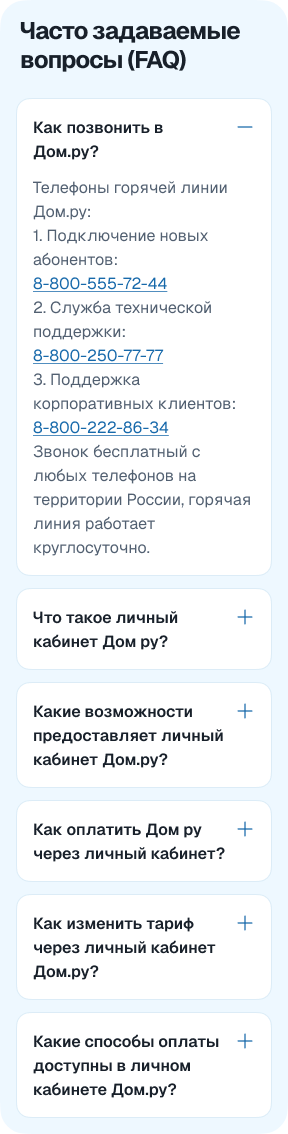 Часто задаваемые
вопросы (FAQ)
Как позвонить в
Дом.ру?
Телефоны горячей линии
Дом.ру:
1. Подключение новых
абонентов:
8-800-555-72-44
2. Служба технической
поддержки:
8-800-250-77-77
3. Поддержка
корпоративных клиентов:
8-800-222-86-34
Звонок бесплатный с
любых телефонов на
территории России, горячая
линия работает
круглосуточно.
Что такое личный
кабинет Дом ру?
Какие возможности
предоставляет личный
кабинет Дом.ру?
Как оплатить Дом ру
через личный кабинет?
Как изменить тариф
через личный кабинет
Дом.ру?
Какие способы оплаты
доступны в личном
кабинете Дом.ру?